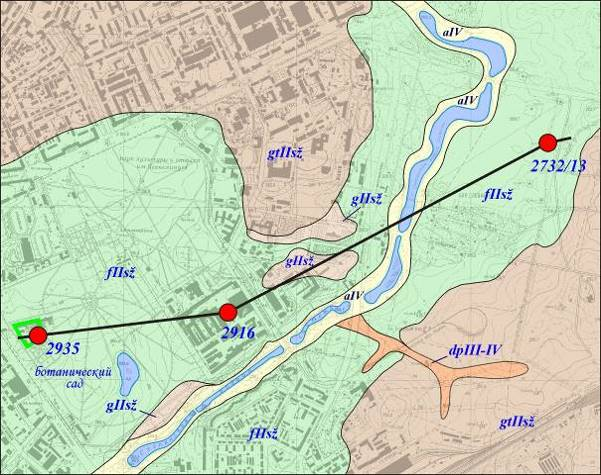 aIV
aIV
gtIIsž
2732/13
gIIsž
fIIsž
gIIsž
fIIsž
aIV
2916
2935
dpIII-IV
ботанический
сад
gIIsž
gtIIsž
fIIsž